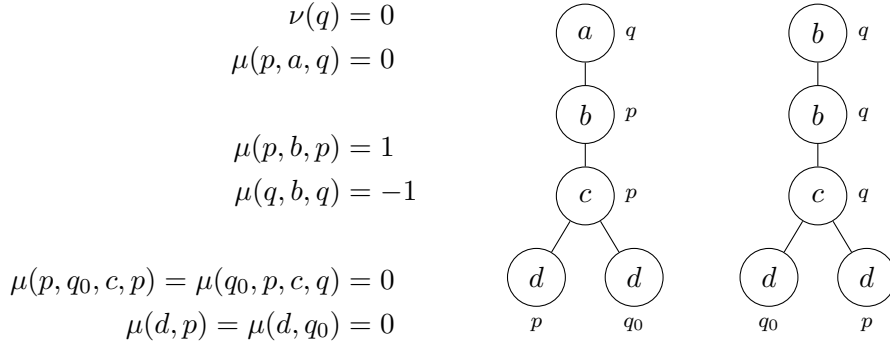 ν(q) = 0
μ(p, a, q) = 0
μ(p, b, p) = 1
μ(q, b, q) = −1
μ(p, q₀, c, p) = μ(q₀, p, c, q) = 0
μ(d, p) = μ(d, q₀) = 0
a q
b p
c p
d d
p q₀
b q
b q
c q
d d
q₀ p